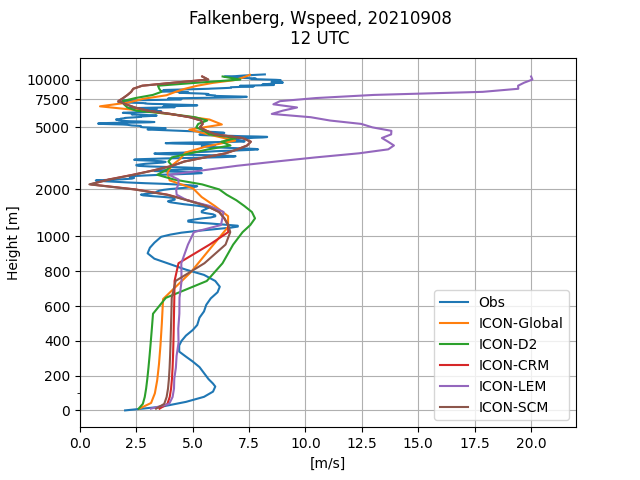 Falkenberg, Wspeed, 20210908
12 UTC
Height [m]
10000
7500
5000
2000
1000
800
600
400
200
0
Obs
ICON-Global
ICON-D2
ICON-CRM
ICON-LEM
ICON-SCM
0.0 2.5 5.0 7.5 10.0 12.5 15.0 17.5 20.0
[m/s]